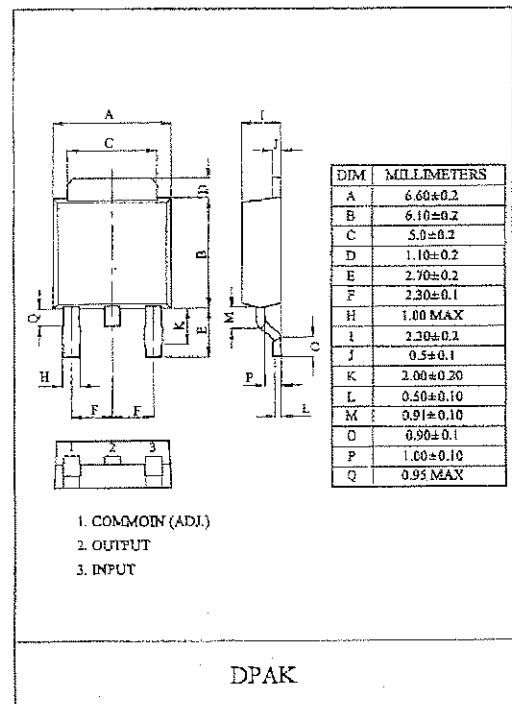 A
C
I
J
D
B
Q
E
K
M
O
H
P
F
F
L
DIM MILLIMETERS
A 6.60±0.2
B 6.10±0.2
C 5.0±0.2
D 1.10±0.2
E 2.70±0.2
F 2.30±0.1
H 1.00 MAX
I 2.30±0.2
J 0.5±0.1
K 2.00±0.20
L 0.50±0.10
M 0.91±0.10
O 0.90±0.1
P 1.00±0.10
Q 0.95 MAX
1 2 3
1. COMMOIN (ADJ.)
2. OUTPUT
3. INPUT
DPAK